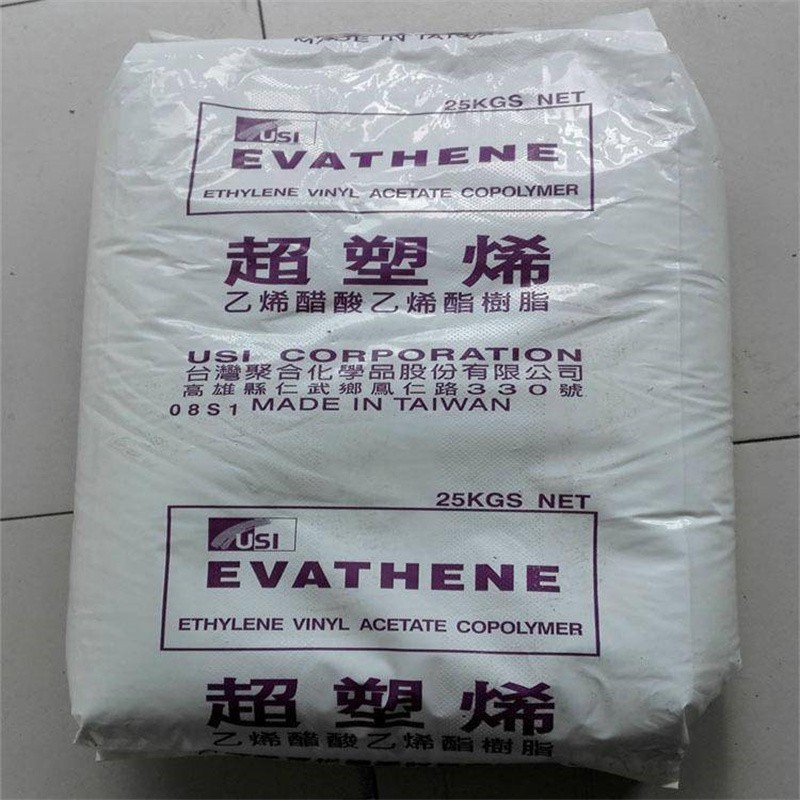 MADE IN TAIWAN
25KGS NET
USI
EVATHENE
ETHYLENE VINYL ACETATE COPOLYMER
超塑烯
乙烯醋酸乙烯酯樹脂
USI CORPORATION
台灣聚合化學品股份有限公司
高雄縣仁武鄉鳳仁路330號
08S1 MADE IN TAIWAN
25KGS NET
USI
EVATHENE
ETHYLENE VINYL ACETATE COPOLYMER
超塑烯
乙烯醋酸乙烯酯樹脂